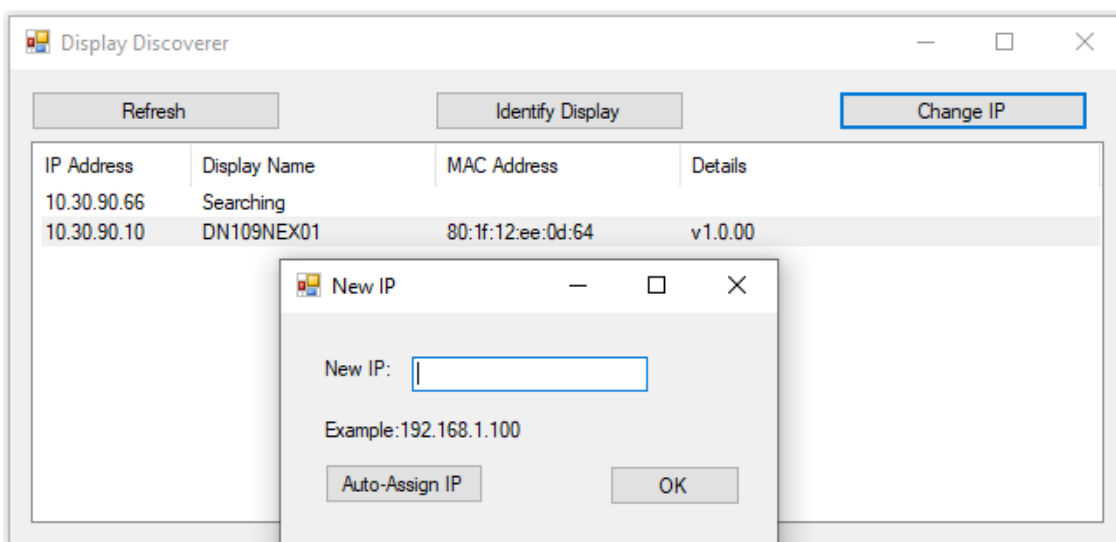 Display Discoverer
Refresh Identify Display Change IP
IP Address Display Name MAC Address Details
10.30.90.66 Searching
10.30.90.10 DN109NEX01 80:1f:12:ee:0d:64 v1.0.00
New IP
New IP:
Example:192.168.1.100
Auto-Assign IP OK